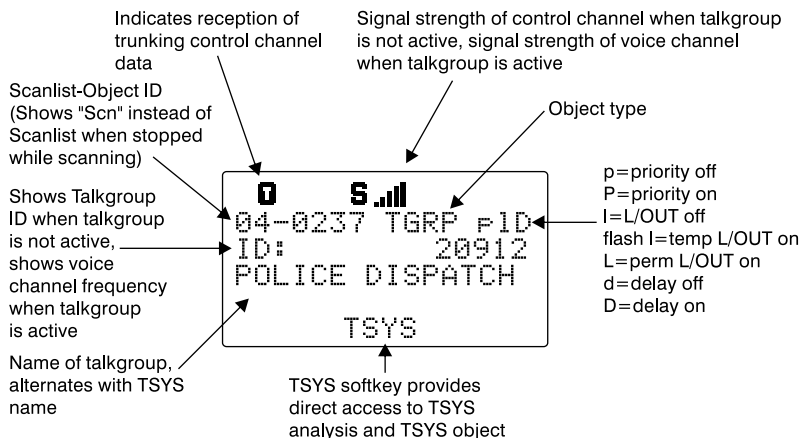 Indicates reception of
trunking control channel
data
Signal strength of control channel when talkgroup
is not active, signal strength of voice channel
when talkgroup is active
Scanlist-Object ID
(Shows "Scn" instead of
Scanlist when stopped
while scanning)
Object type
Shows Talkgroup
ID when talkgroup
is not active,
shows voice
channel frequency
when talkgroup
is active
T S
04-0237 TGRP plD
ID: 20912
POLICE DISPATCH
TSYS
p=priority off
P=priority on
l=L/OUT off
flash l=temp L/OUT on
L=perm L/OUT on
d=delay off
D=delay on
Name of talkgroup,
alternates with TSYS
name
TSYS softkey provides
direct access to TSYS
analysis and TSYS object